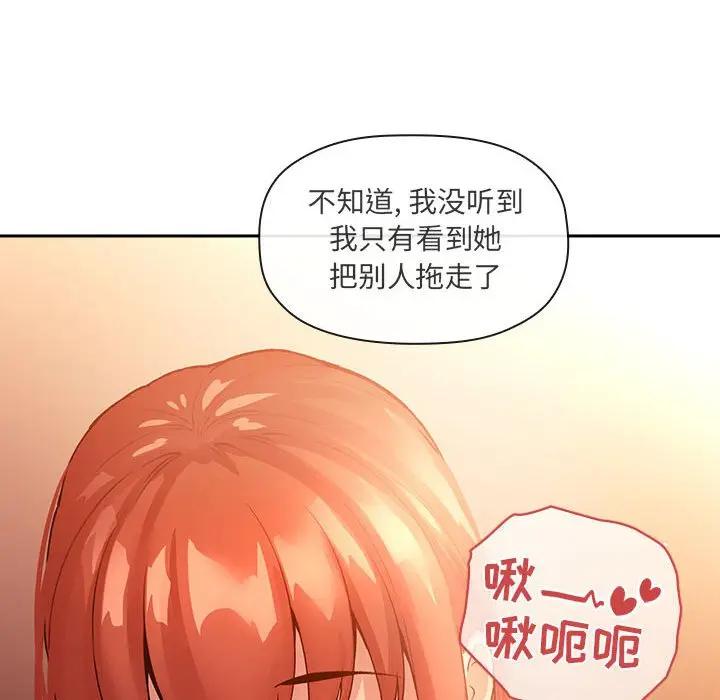 不知道, 我没听到
我只有看到她
把别人拖走了
啾一~♥♥
啾呃呃